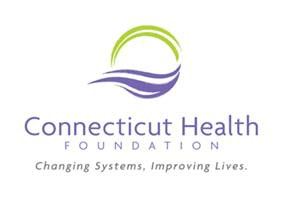 Connecticut Health
FOUNDATION
Changing Systems, Improving Lives.